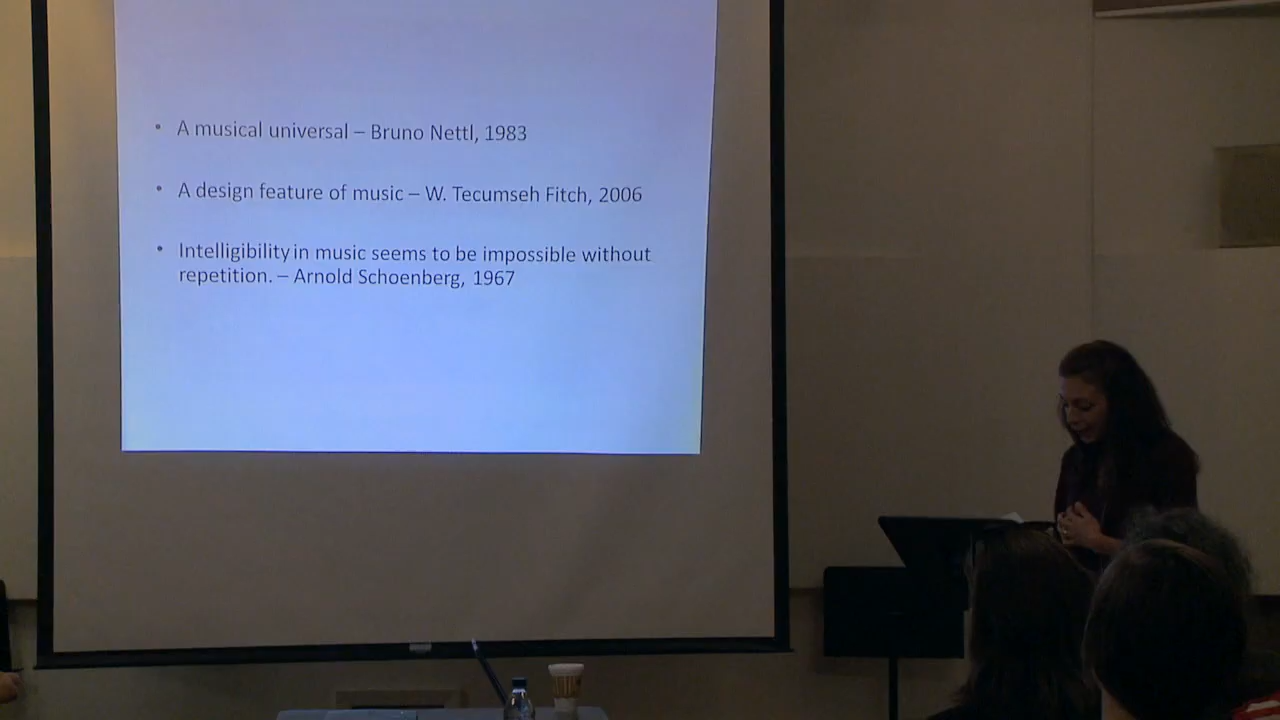 • A musical universal – Bruno Nettl, 1983
• A design feature of music – W. Tecumseh Fitch, 2006
• Intelligibility in music seems to be impossible without
repetition. – Arnold Schoenberg, 1967